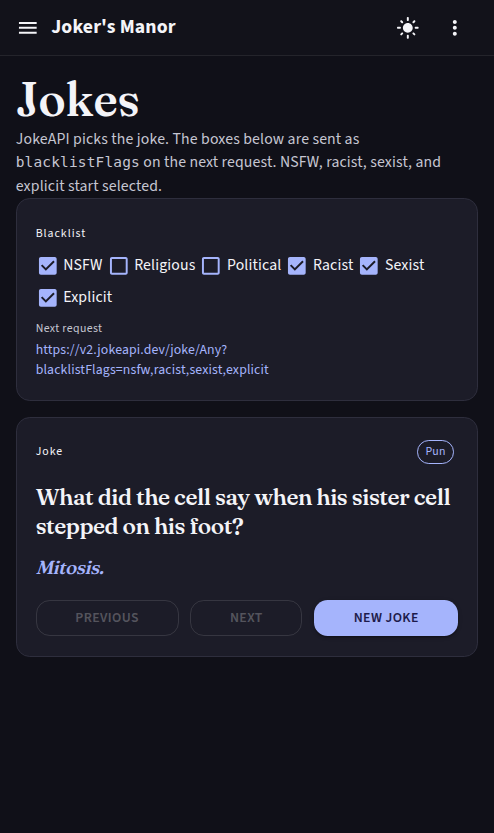 Joker's Manor
Jokes
JokeAPI picks the joke. The boxes below are sent as
blacklistFlags on the next request. NSFW, racist, sexist, and
explicit start selected.
Blacklist
NSFW Religious Political Racist Sexist
Explicit
Next request
https://v2.jokeapi.dev/joke/Any?
blacklistFlags=nsfw,racist,sexist,explicit
Joke Pun
What did the cell say when his sister cell
stepped on his foot?
Mitosis.
PREVIOUS NEXT NEW JOKE